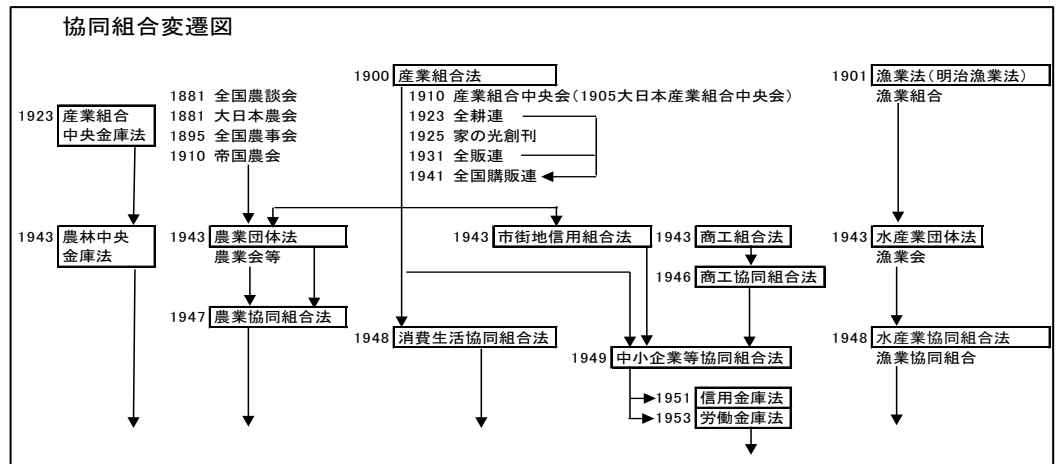 協同組合変遷図
1900 産業組合法
1901 漁業法(明治漁業法)
1881 全国農談会
1910 産業組合中央会(1905大日本産業組合中央会)
漁業組合
1923 産業組合
中央金庫法
1881 大日本農会
1923 全耕連
1895 全国農事会
1925 家の光創刊
1910 帝国農会
1931 全販連
1941 全国購販連
1943 農林中央
金庫法
1943 農業団体法
農業会等
1943 市街地信用組合法
1943 商工組合法
1943 水産業団体法
漁業会
1946 商工協同組合法
1947 農業協同組合法
1948 消費生活協同組合法
1948 水産業協同組合法
漁業協同組合
1949 中小企業等協同組合法
1951 信用金庫法
1953 労働金庫法